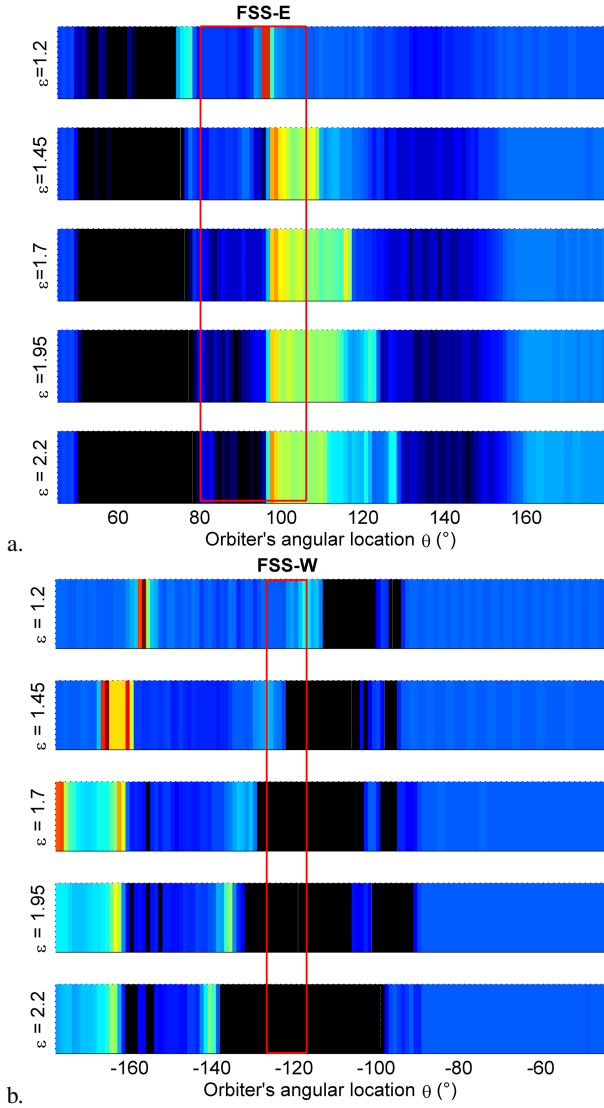 FSS-E
ε=1.2
ε=1.45
ε=1.7
ε=1.95
ε= 2.2
60 80 100 120 140 160
a. Orbiter's angular location θ (°)
FSS-W
ε = 1.2
ε = 1.45
ε = 1.7
ε = 1.95
ε = 2.2
-160 -140 -120 -100 -80 -60
b. Orbiter's angular location θ (°)